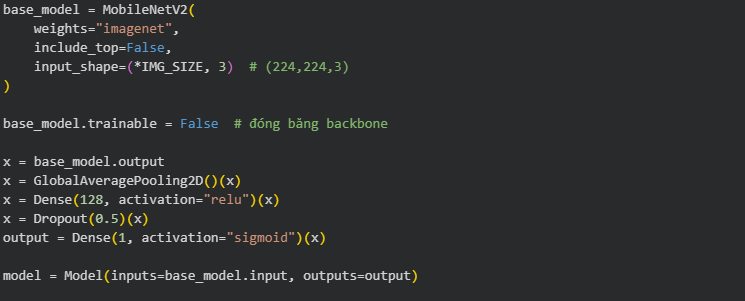 base_model = MobileNetV2(
    weights="imagenet",
    include_top=False,
    input_shape=(*IMG_SIZE, 3)  # (224,224,3)
)

base_model.trainable = False  # đóng băng backbone

x = base_model.output
x = GlobalAveragePooling2D()(x)
x = Dense(128, activation="relu")(x)
x = Dropout(0.5)(x)
output = Dense(1, activation="sigmoid")(x)

model = Model(inputs=base_model.input, outputs=output)